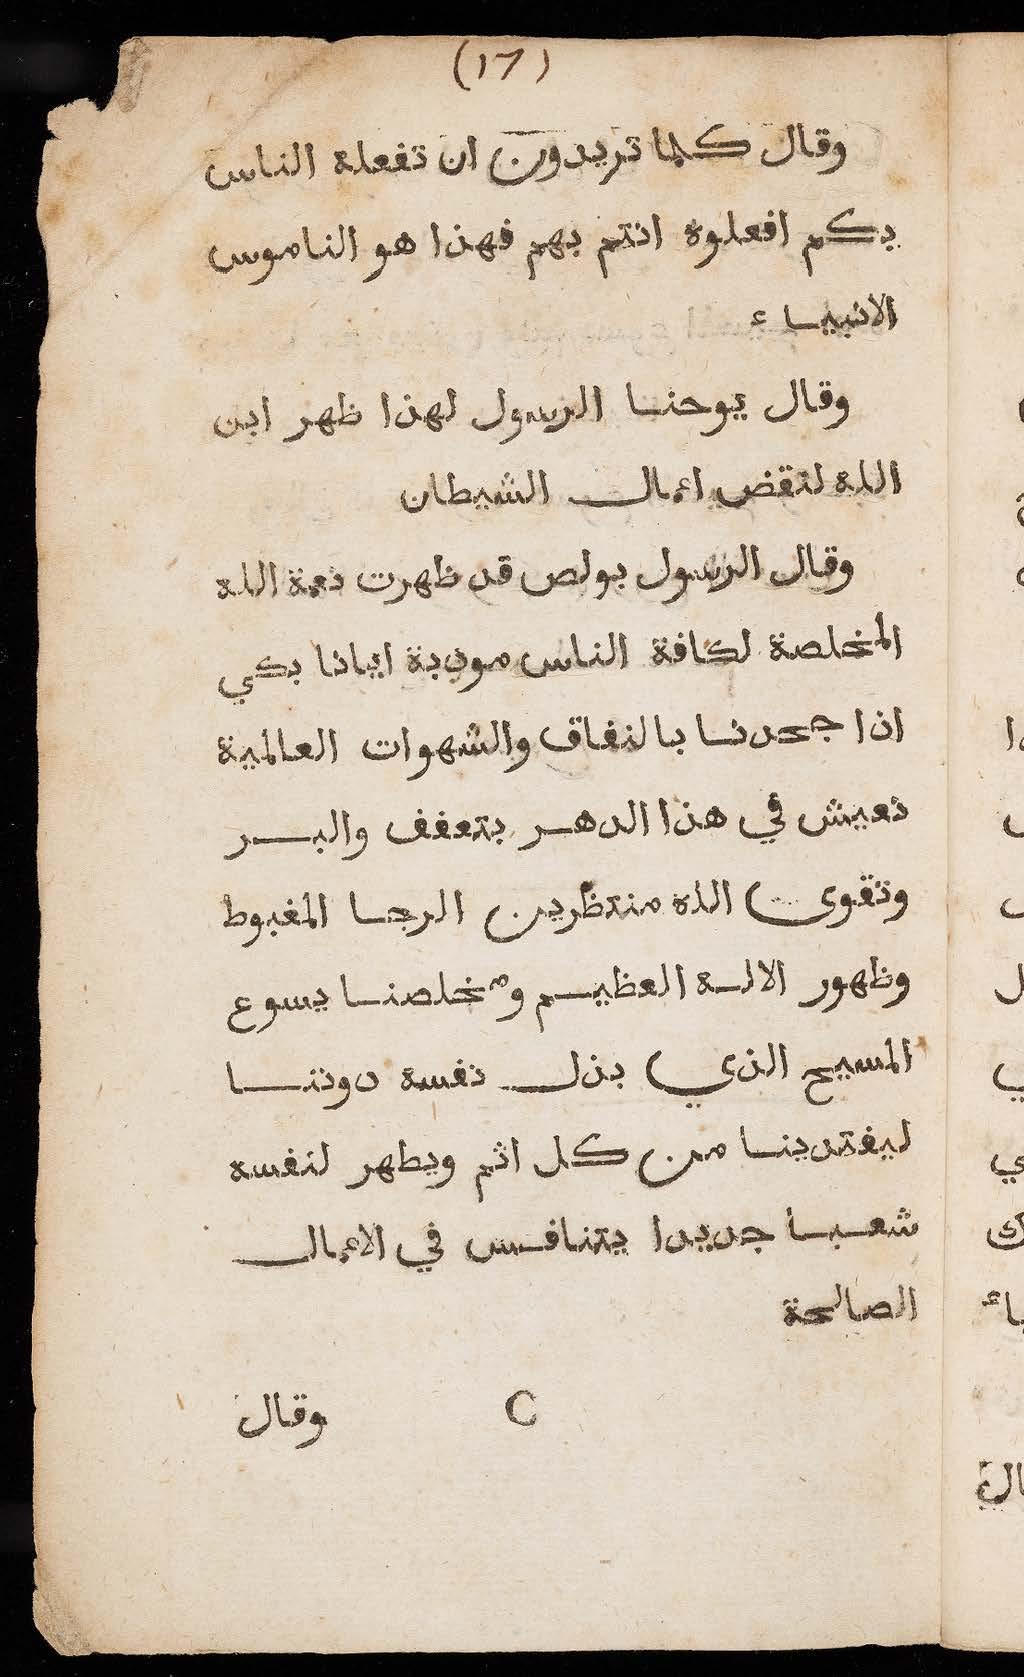 (17)
وقال كلما تريدون ان تفعله الناس
بكم افعلوه انتم بهم فهذا هو الناموس
الانبياء
وقال يوحنا الرسول لهذا ظهر ابن
الله لنقض اعمال الشيطان
وقال الرسول بولص قد ظهرت نعمة الله
المخلصة لكافة الناس مودبة ايانا بكي
اذا جحدنا بالنفاق والشهوات العالمية
نعيش في هذا الدهر بتعفف والبر
وتقوى الله منتظرين الرجا المغبوط
وظهور الاله العظيم ومخلصنا يسوع
المسيح الذي بذل نفسه دوننا
ليفتدينا من كل اثم ويطهر لنفسه
شعبا جديدا يتنافس في الاعمال
الصالحة
C وقال